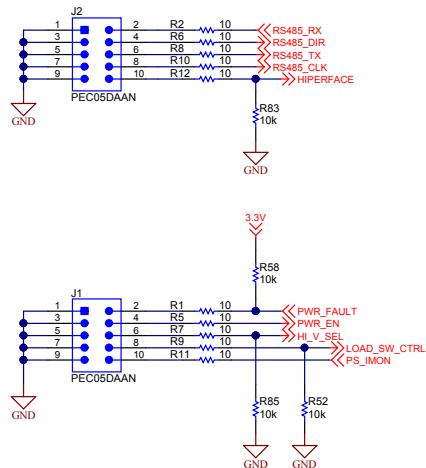 J2
1 2 R2 10 RS485_RX
3 4 R6 10 RS485_DIR
5 6 R8 10 RS485_TX
7 8 R10 10 RS485_CLK
9 10 R12 10 HIPERFACE
PEC05DAAN
R83
10k
GND
GND
3.3V
R58
10k
J1
1 2 R1 10 PWR_FAULT
3 4 R5 10 PWR_EN
5 6 R7 10 HI_V_SEL
7 8 R9 10 LOAD_SW_CTRL
9 10 R11 10 PS_IMON
PEC05DAAN
R85 R52
10k 10k
GND
GND GND